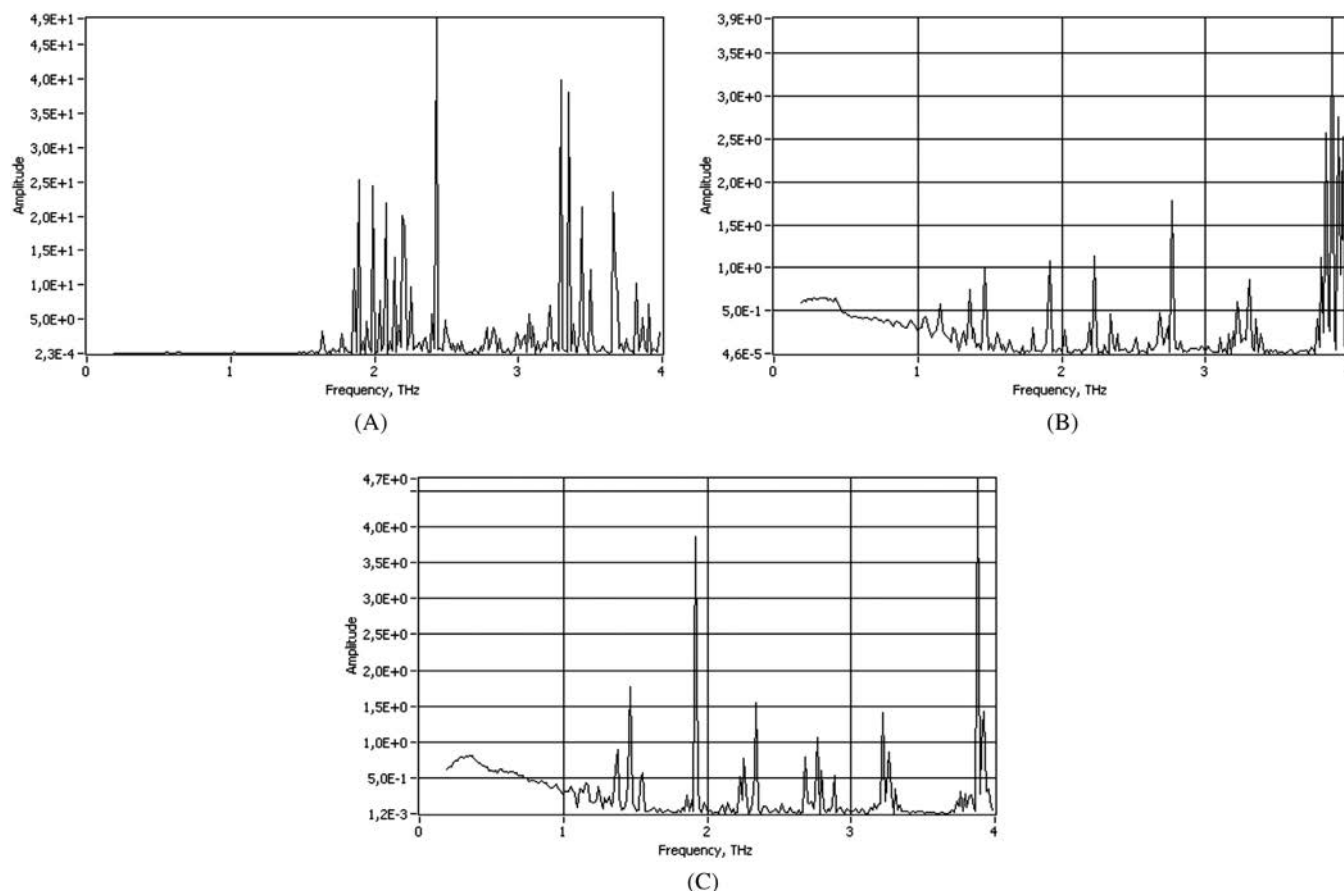 4,9E+1
4,5E+1
4,0E+1
3,5E+1
3,0E+1
2,5E+1
2,0E+1
1,5E+1
1,0E+1
5,0E+0
2,3E-4
Amplitude
0 1 2 3 4
Frequency, THz
(A)
3,9E+0
3,5E+0
3,0E+0
2,5E+0
2,0E+0
1,5E+0
1,0E+0
5,0E-1
4,6E-5
Amplitude
0 1 2 3
Frequency, THz
(B)
4,7E+0
4,0E+0
3,5E+0
3,0E+0
2,5E+0
2,0E+0
1,5E+0
1,0E+0
5,0E-1
1,2E-3
Amplitude
0 1 2 3 4
Frequency, THz
(C)